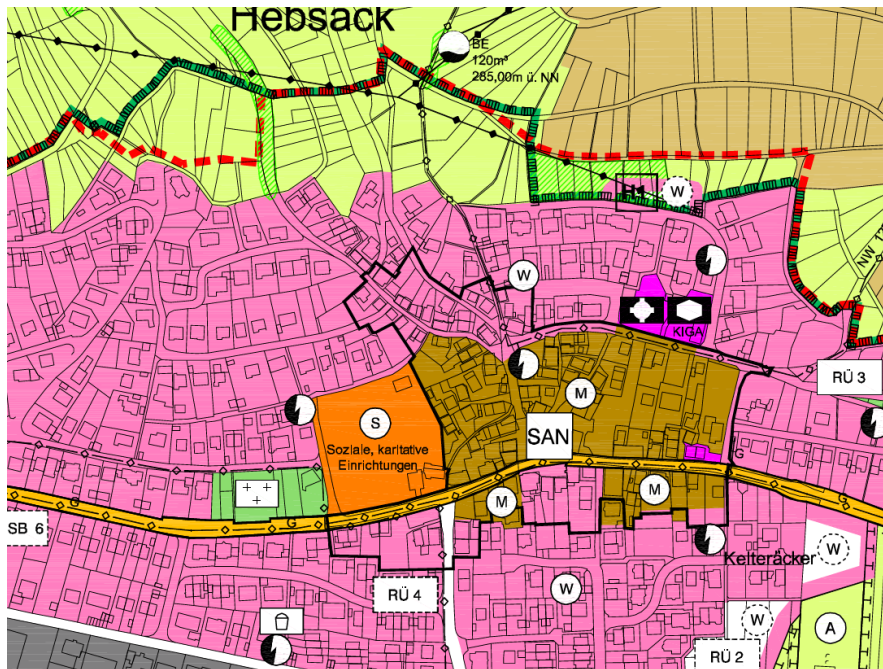 Hebsack
BE
120m³
285,00m ü. NN
W
NW
W
KIGA
RÜ 3
M
S
Soziale, karitative
Einrichtungen
SAN
M
M
G
G
G
G
SB 6
Kelteräcker
W
W
RÜ 4
W
A
RÜ 2